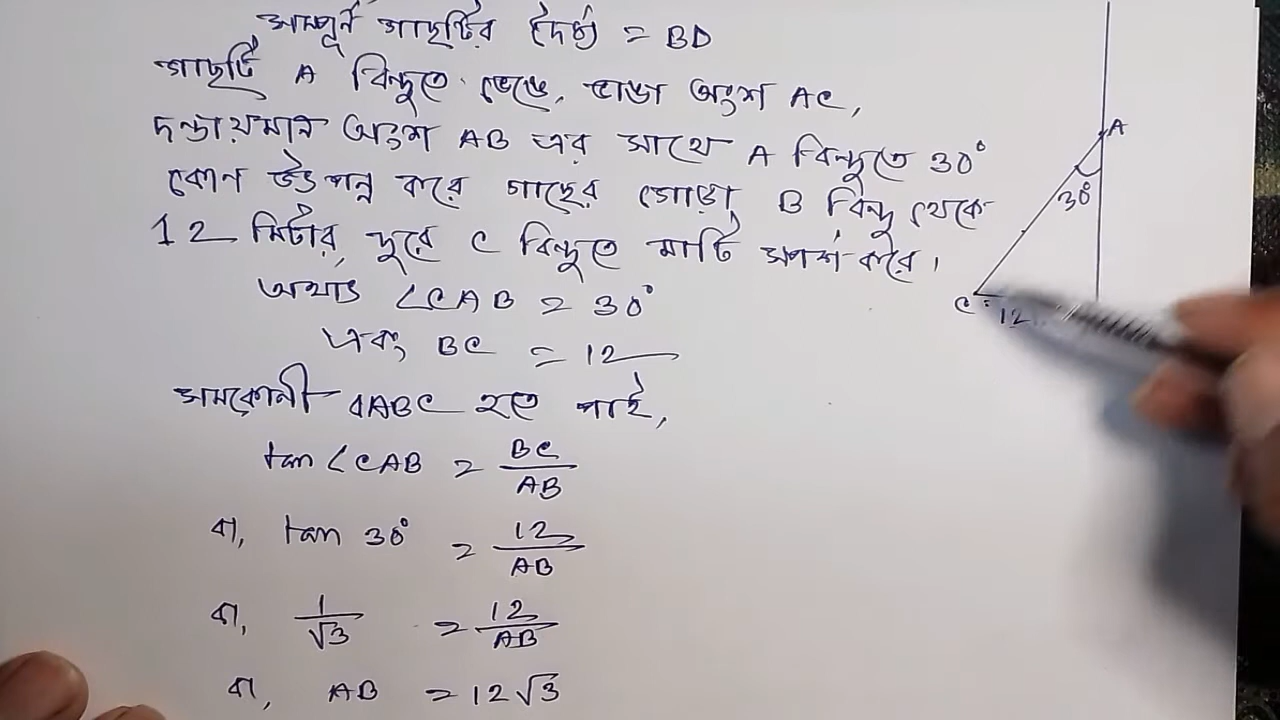 সম্পূর্ন গাছটির দৈর্ঘ্য = BD
গাছটি A বিন্দুতে ভেঙে, ভাঙা অংশ AC,
দন্ডায়মান অংশ AB এর সাথে A বিন্দুতে 30°
কোন উৎপন্ন করে গাছের গোড়া B বিন্দু থেকে
12 মিটার দুরে C বিন্দুতে মাটি স্পর্শ করে।
অর্থাৎ ∠CAB = 30°
এবং BC = 12
সমকোনী ΔABC হতে পাই,
tan ∠CAB = BC/AB
বা, tan 30° = 12/AB
বা, 1/√3 = 12/AB
বা, AB = 12√3
A
30°
C
12